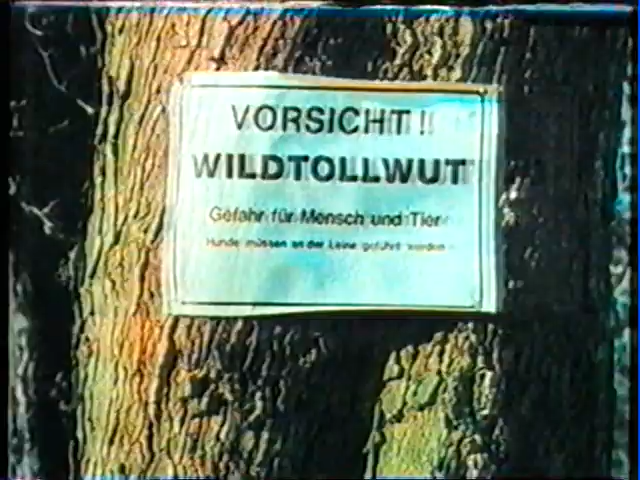 VORSICHT!!
WILDTOLLWUT
Gefahr für Mensch und Tier
Hunde müssen an der Leine geführt werden